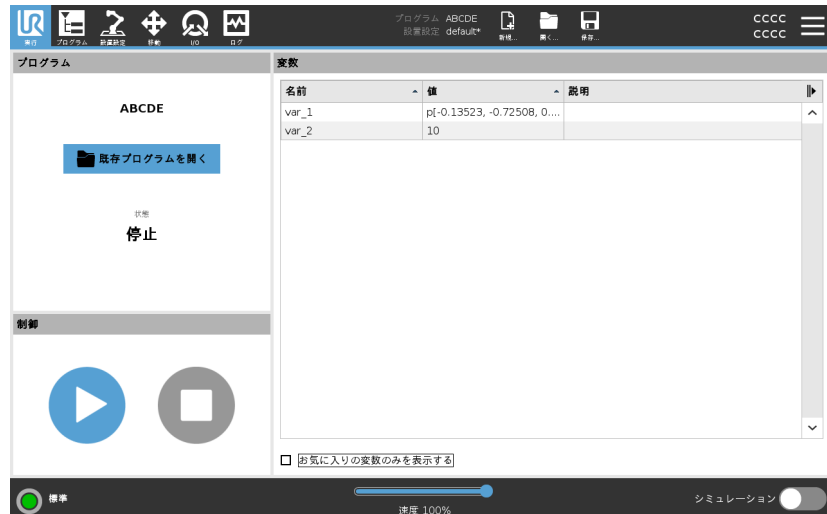 UR
実行
プログラム
設置設定
移動
I/O
ログ
プログラム ABCDE
設置設定 default*
新規...
開く...
保存...
CCCC
CCCC
プログラム
ABCDE
既存プログラムを開く
状態
停止
制御
変数
名前 値 説明
var_1 p[-0.13523, -0.72508, 0....
var_2 10
お気に入りの変数のみを表示する
標準
速度 100%
シミュレーション